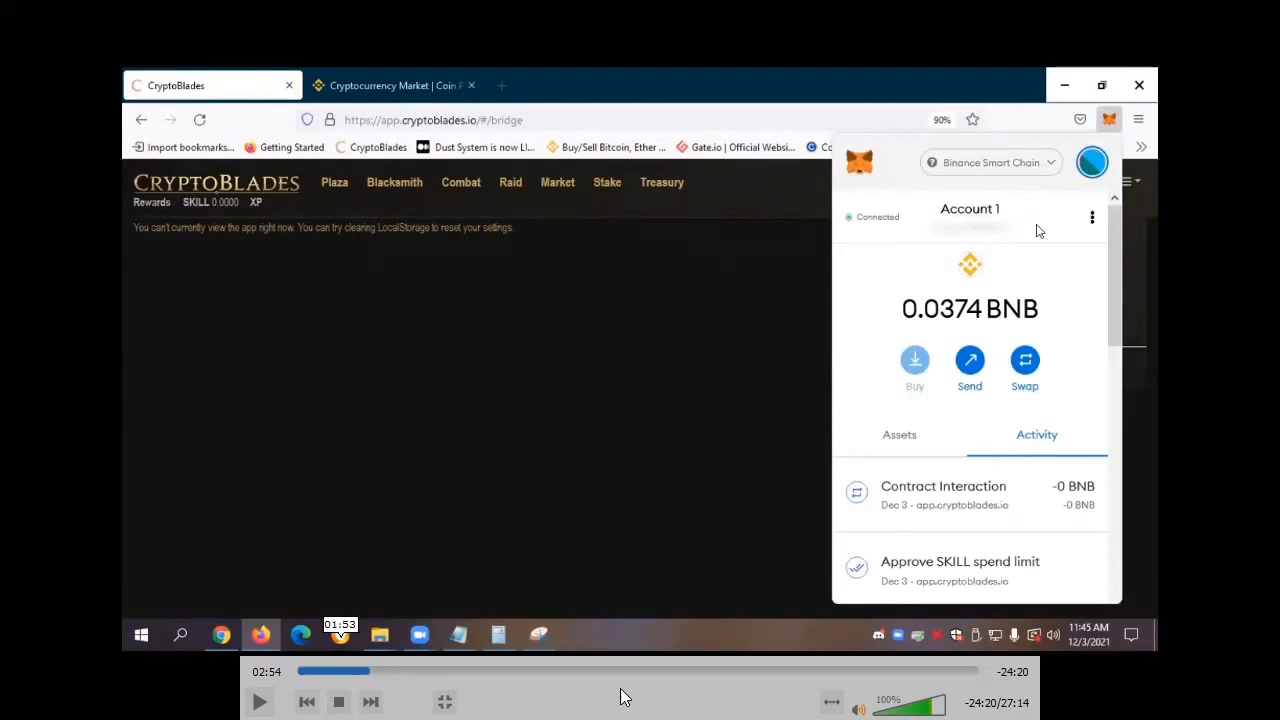 CryptoBlades
Cryptocurrency Market | Coin
https://app.cryptoblades.io/#/bridge
90%
Import bookmarks...
Getting Started
CryptoBlades
Dust System is now Ll...
Buy/Sell Bitcoin, Ether ...
Gate.io | Official Websi...
Binance Smart Chain
CRYPTOBLADES
Plaza
Blacksmith
Combat
Raid
Market
Stake
Treasury
Rewards SKILL 0.0000 XP
You can't currently view the app right now. You can try clearing LocalStorage to reset your settings.
Connected
Account 1
0.0374 BNB
Buy
Send
Swap
Assets
Activity
Contract Interaction
-0 BNB
Dec 3 · app.cryptoblades.io
-0 BNB
Approve SKILL spend limit
Dec 3 · app.cryptoblades.io
01:53
11:45 AM
12/3/2021
02:54
-24:20
100%
-24:20/27:14